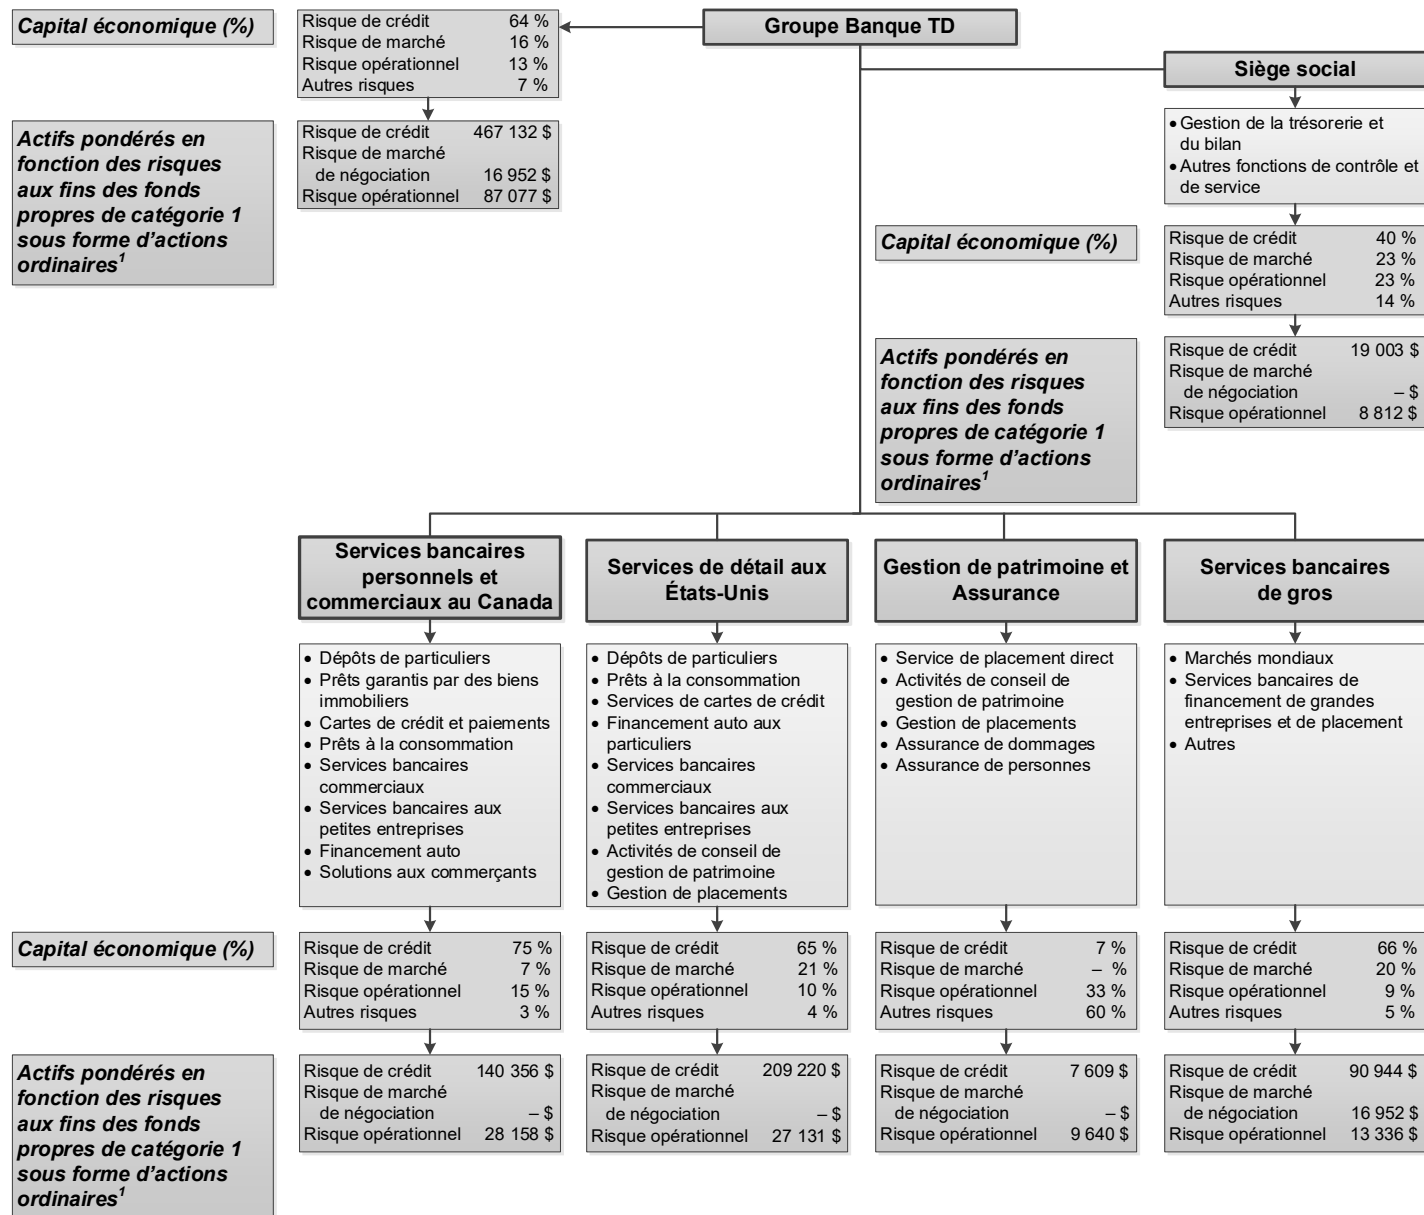 Capital économique (%)
Risque de crédit 64 %
Risque de marché 16 %
Risque opérationnel 13 %
Autres risques 7 %
Groupe Banque TD
Siège social
Actifs pondérés en
fonction des risques
aux fins des fonds
propres de catégorie 1
sous forme d'actions
ordinaires1
Risque de crédit 467 132 $
Risque de marché
de négociation 16 952 $
Risque opérationnel 87 077 $
• Gestion de la trésorerie et
du bilan
• Autres fonctions de contrôle et
de service
Capital économique (%)
Risque de crédit 40 %
Risque de marché 23 %
Risque opérationnel 23 %
Autres risques 14 %
Actifs pondérés en
fonction des risques
aux fins des fonds
propres de catégorie 1
sous forme d'actions
ordinaires1
Risque de crédit 19 003 $
Risque de marché
de négociation – $
Risque opérationnel 8 812 $
Services bancaires
personnels et
commerciaux au Canada
Services de détail aux
États-Unis
Gestion de patrimoine et
Assurance
Services bancaires
de gros
• Dépôts de particuliers
• Prêts garantis par des biens
immobiliers
• Cartes de crédit et paiements
• Prêts à la consommation
• Services bancaires
commerciaux
• Services bancaires aux
petites entreprises
• Financement auto
• Solutions aux commerçants
• Dépôts de particuliers
• Prêts à la consommation
• Services de cartes de crédit
• Financement auto aux
particuliers
• Services bancaires
commerciaux
• Services bancaires aux
petites entreprises
• Activités de conseil de
gestion de patrimoine
• Gestion de placements
• Service de placement direct
• Activités de conseil de
gestion de patrimoine
• Gestion de placements
• Assurance de dommages
• Assurance de personnes
• Marchés mondiaux
• Services bancaires de
financement de grandes
entreprises et de placement
• Autres
Capital économique (%)
Risque de crédit 75 %
Risque de marché 7 %
Risque opérationnel 15 %
Autres risques 3 %
Risque de crédit 65 %
Risque de marché 21 %
Risque opérationnel 10 %
Autres risques 4 %
Risque de crédit 7 %
Risque de marché – %
Risque opérationnel 33 %
Autres risques 60 %
Risque de crédit 66 %
Risque de marché 20 %
Risque opérationnel 9 %
Autres risques 5 %
Actifs pondérés en
fonction des risques
aux fins des fonds
propres de catégorie 1
sous forme d'actions
ordinaires1
Risque de crédit 140 356 $
Risque de marché
de négociation – $
Risque opérationnel 28 158 $
Risque de crédit 209 220 $
Risque de marché
de négociation – $
Risque opérationnel 27 131 $
Risque de crédit 7 609 $
Risque de marché
de négociation – $
Risque opérationnel 9 640 $
Risque de crédit 90 944 $
Risque de marché
de négociation 16 952 $
Risque opérationnel 13 336 $